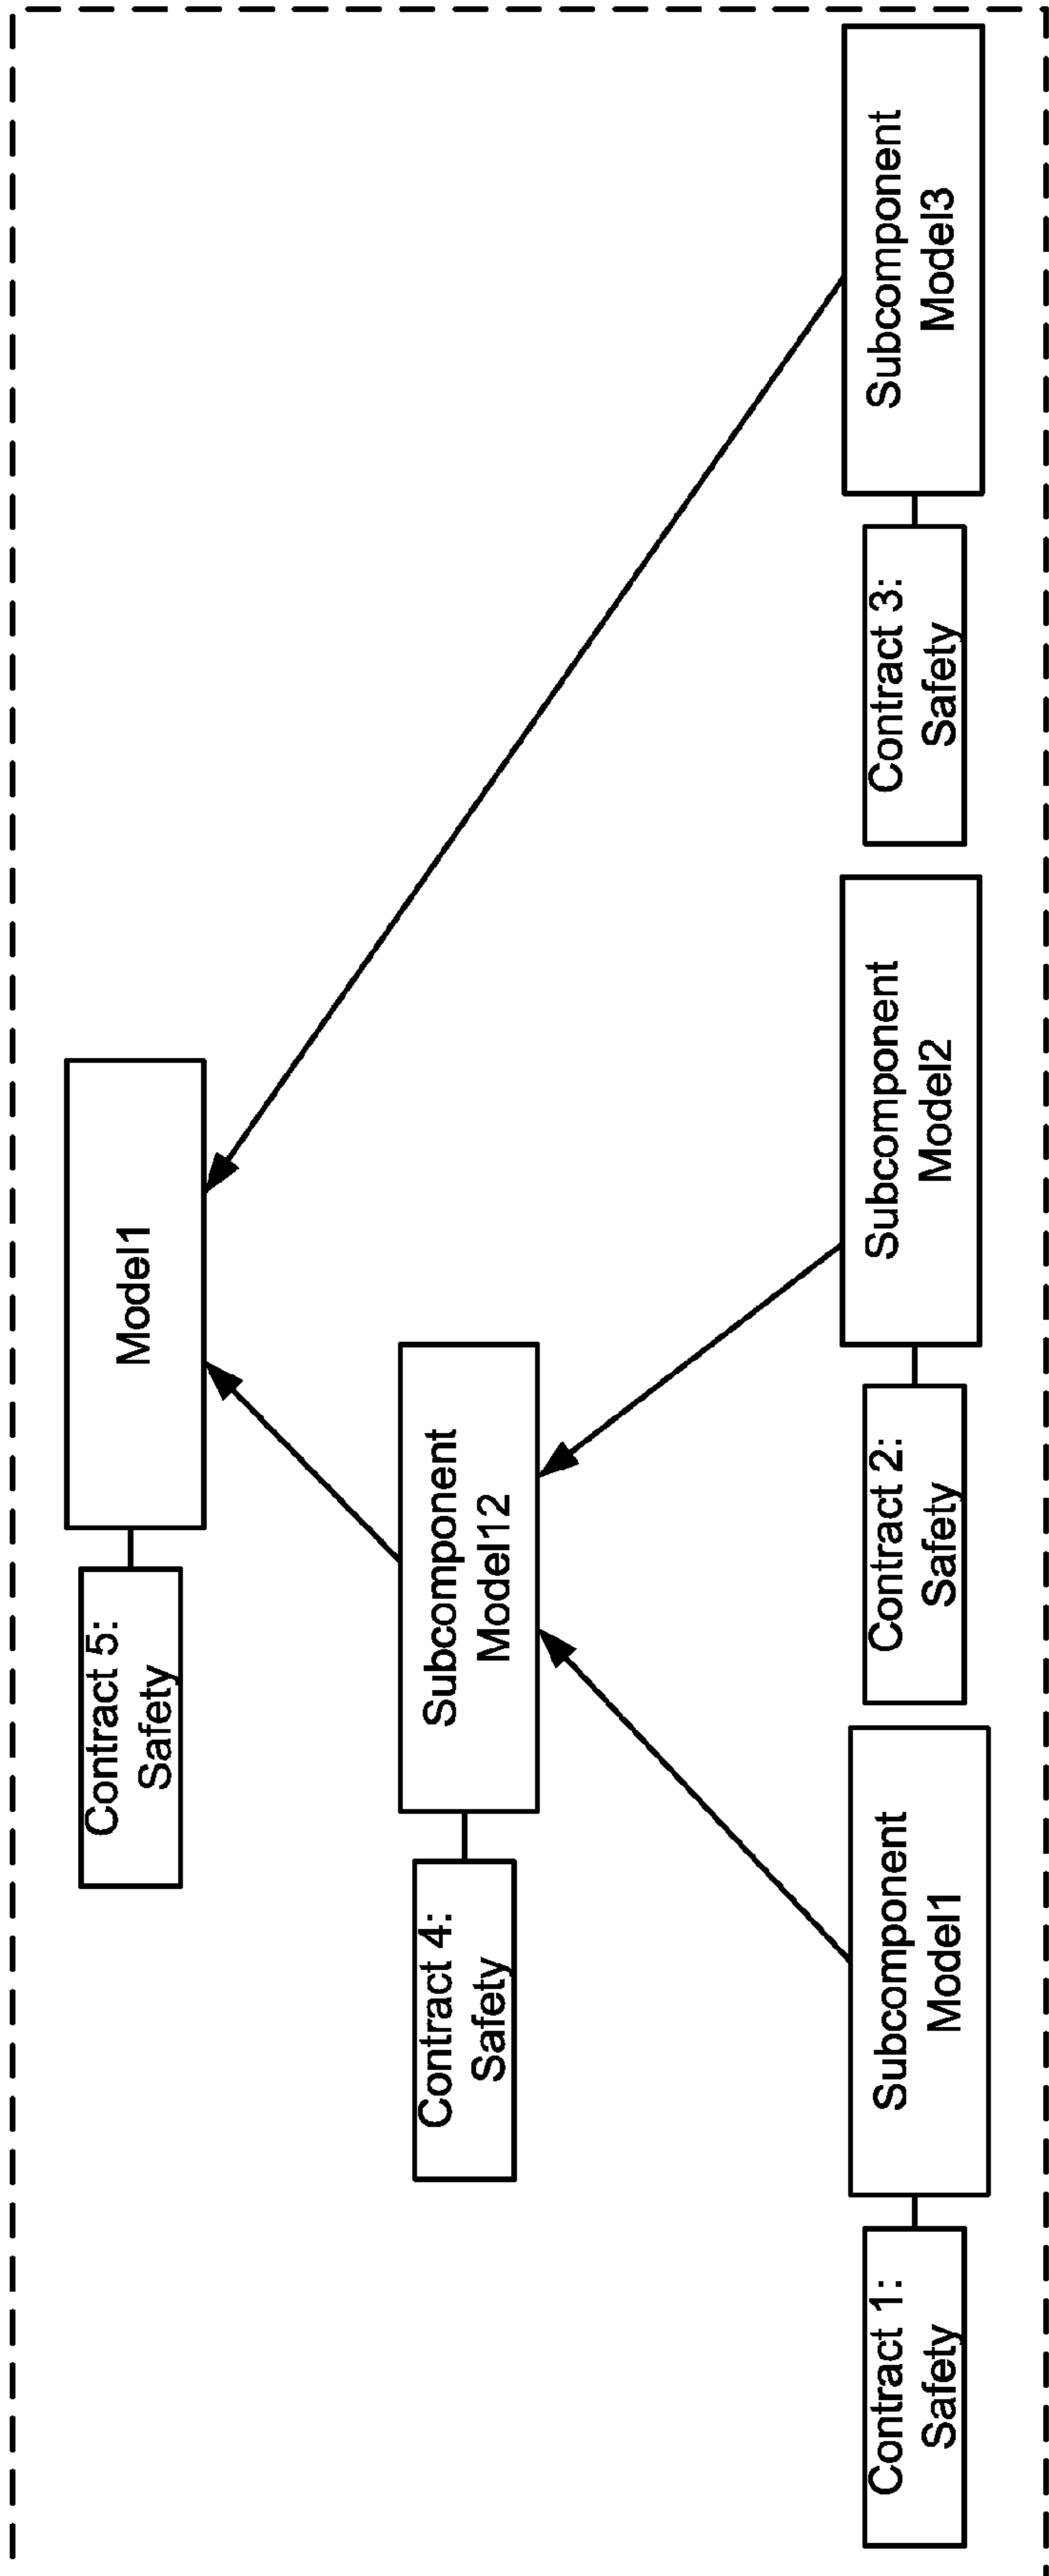 Contract 5:
Safety
Model1
Contract 4:
Safety
Subcomponent
Model12
Contract 1:
Safety
Subcomponent
Model1
Contract 2:
Safety
Subcomponent
Model2
Contract 3:
Safety
Subcomponent
Model3